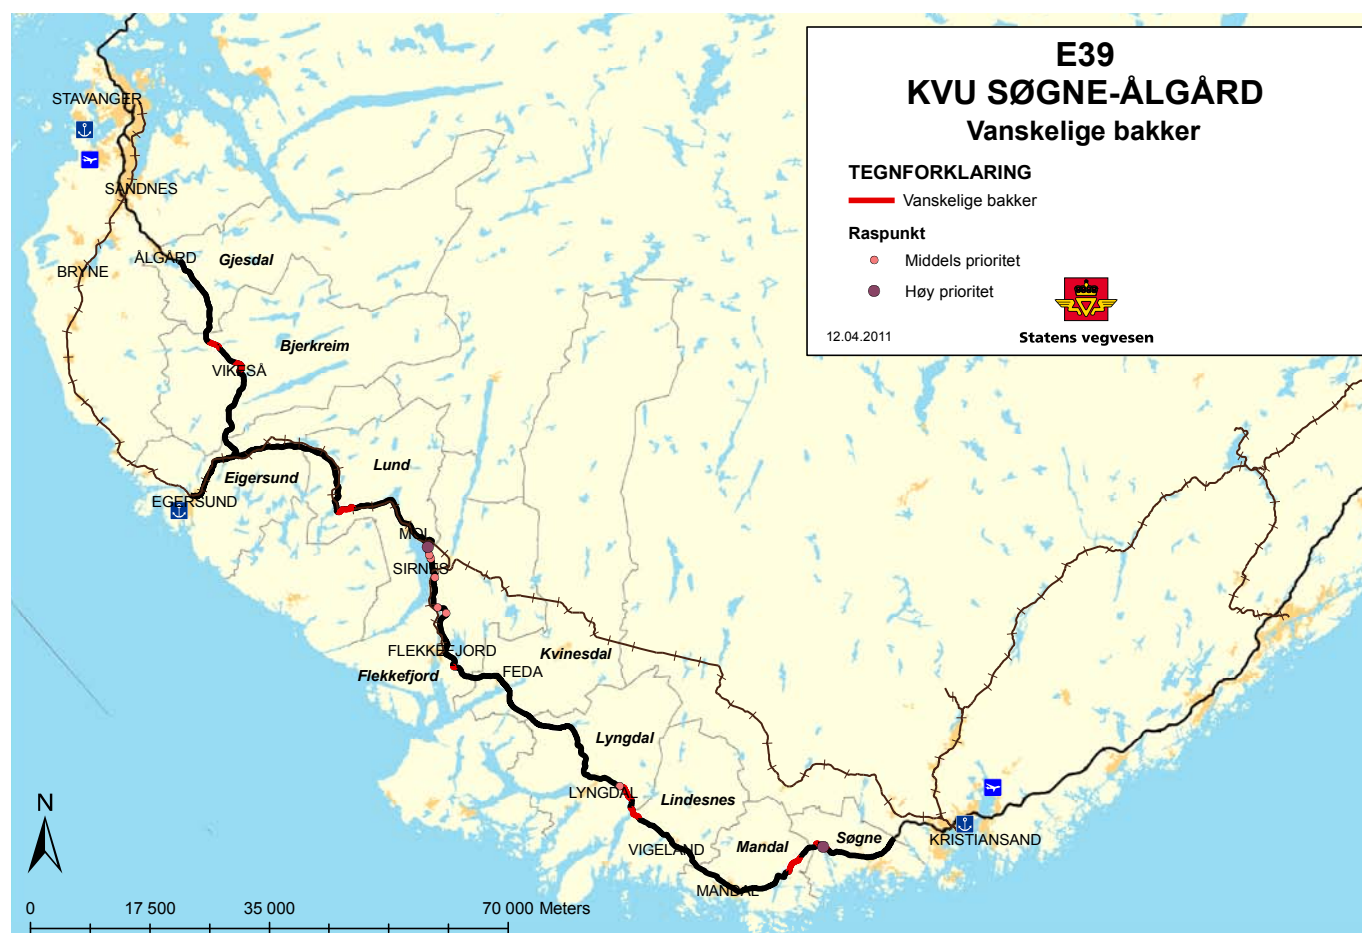 E39
KVU SØGNE-ÅLGÅRD
Vanskelige bakker
TEGNFORKLARING
Vanskelige bakker
Raspunkt
Middels prioritet
Høy prioritet
12.04.2011
Statens vegvesen
STAVANGER
SANDNES
ÅLGÅRD
Gjesdal
BRYNE
Bjerkreim
VIKESÅ
Lund
Eigersund
EGERSUND
MOI
SIRNES
FLEKKEFJORD
Kvinesdal
Flekkefjord
FEDA
Lyngdal
LYNGDAL
Lindesnes
VIGELAND
Mandal
Søgne
KRISTIANSAND
MANDAL
N
0
17 500
35 000
70 000 Meters